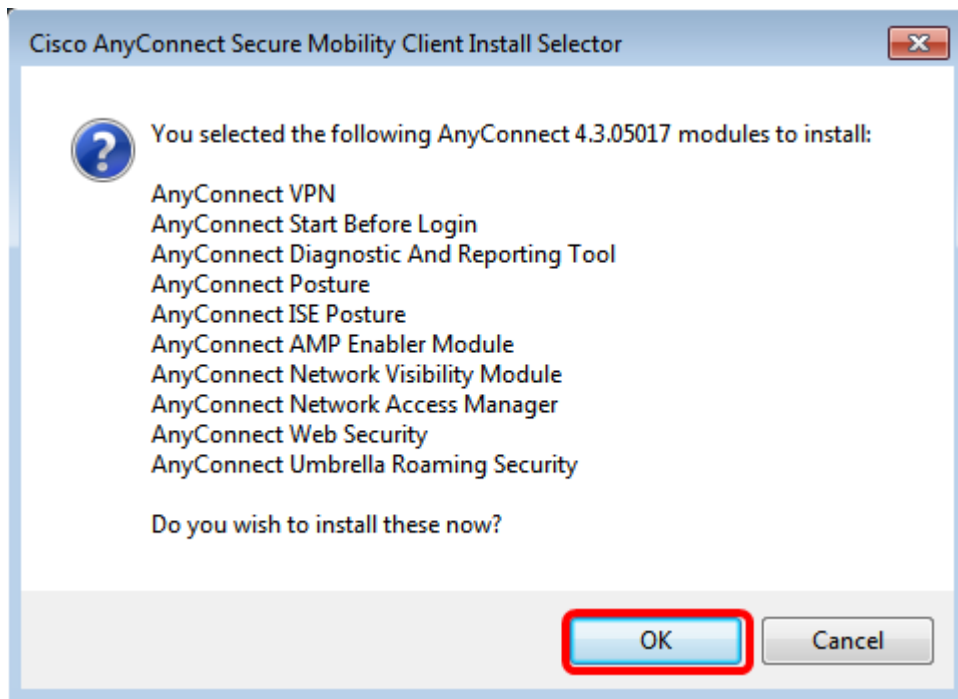 Cisco AnyConnect Secure Mobility Client Install Selector
You selected the following AnyConnect 4.3.05017 modules to install:
AnyConnect VPN
AnyConnect Start Before Login
AnyConnect Diagnostic And Reporting Tool
AnyConnect Posture
AnyConnect ISE Posture
AnyConnect AMP Enabler Module
AnyConnect Network Visibility Module
AnyConnect Network Access Manager
AnyConnect Web Security
AnyConnect Umbrella Roaming Security
Do you wish to install these now?
OK
Cancel